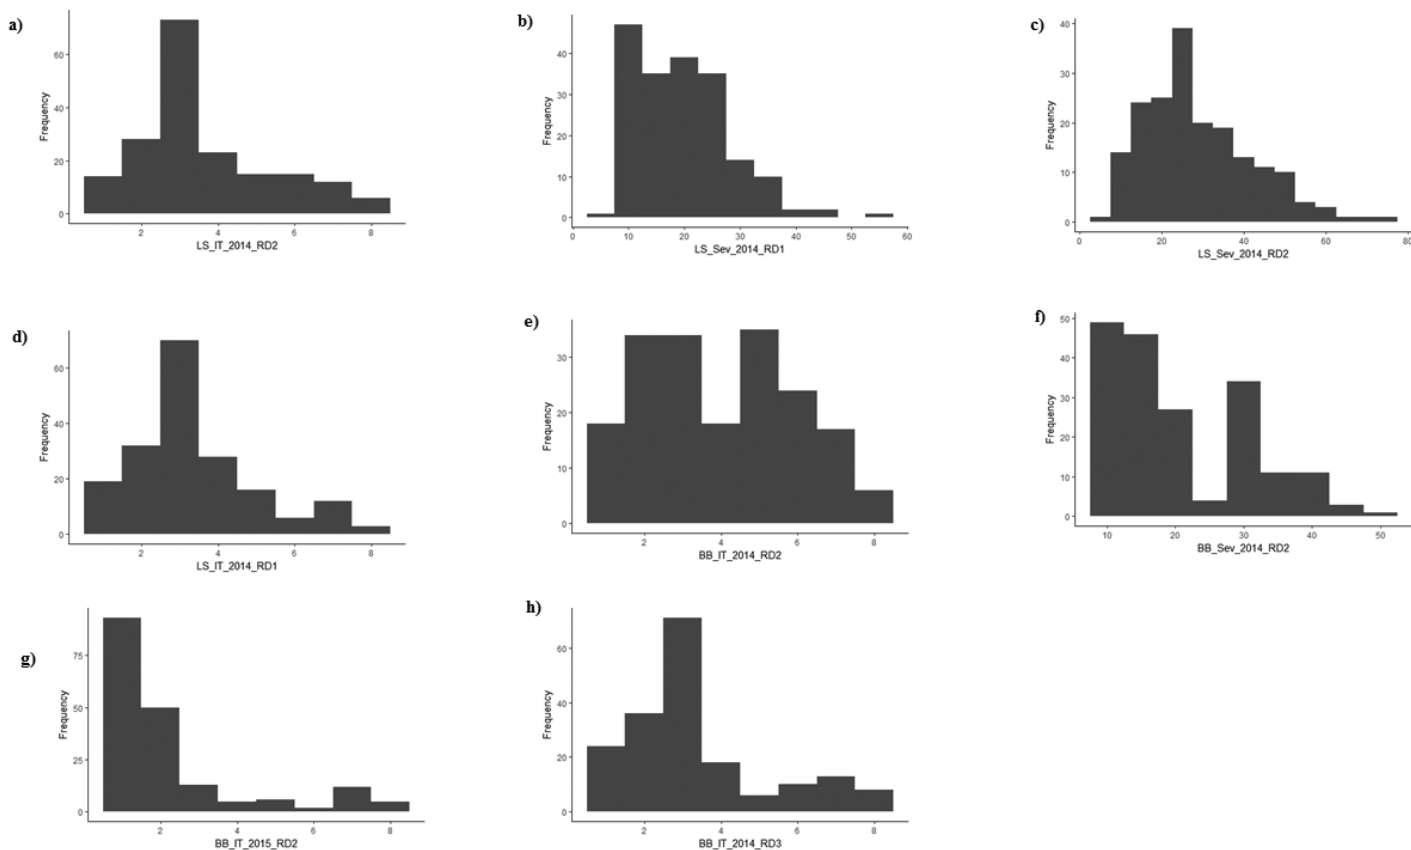 a)
Frequency
60
40
20
0
2 4 6 8
LS_IT_2014_RD2
b)
Frequency
40
30
20
10
0
0 10 20 30 40 50 60
LS_Sev_2014_RD1
c)
Frequency
40
30
20
10
0
0 20 40 60 80
LS_Sev_2014_RD2
d)
Frequency
60
40
20
0
2 4 6 8
LS_IT_2014_RD1
e)
Frequency
30
20
10
0
2 4 6 8
BB_IT_2014_RD2
f)
Frequency
50
40
30
20
10
0
10 20 30 40 50
BB_Sev_2014_RD2
g)
Frequency
75
50
25
0
2 4 6 8
BB_IT_2015_RD2
h)
Frequency
60
40
20
0
2 4 6 8
BB_IT_2014_RD3